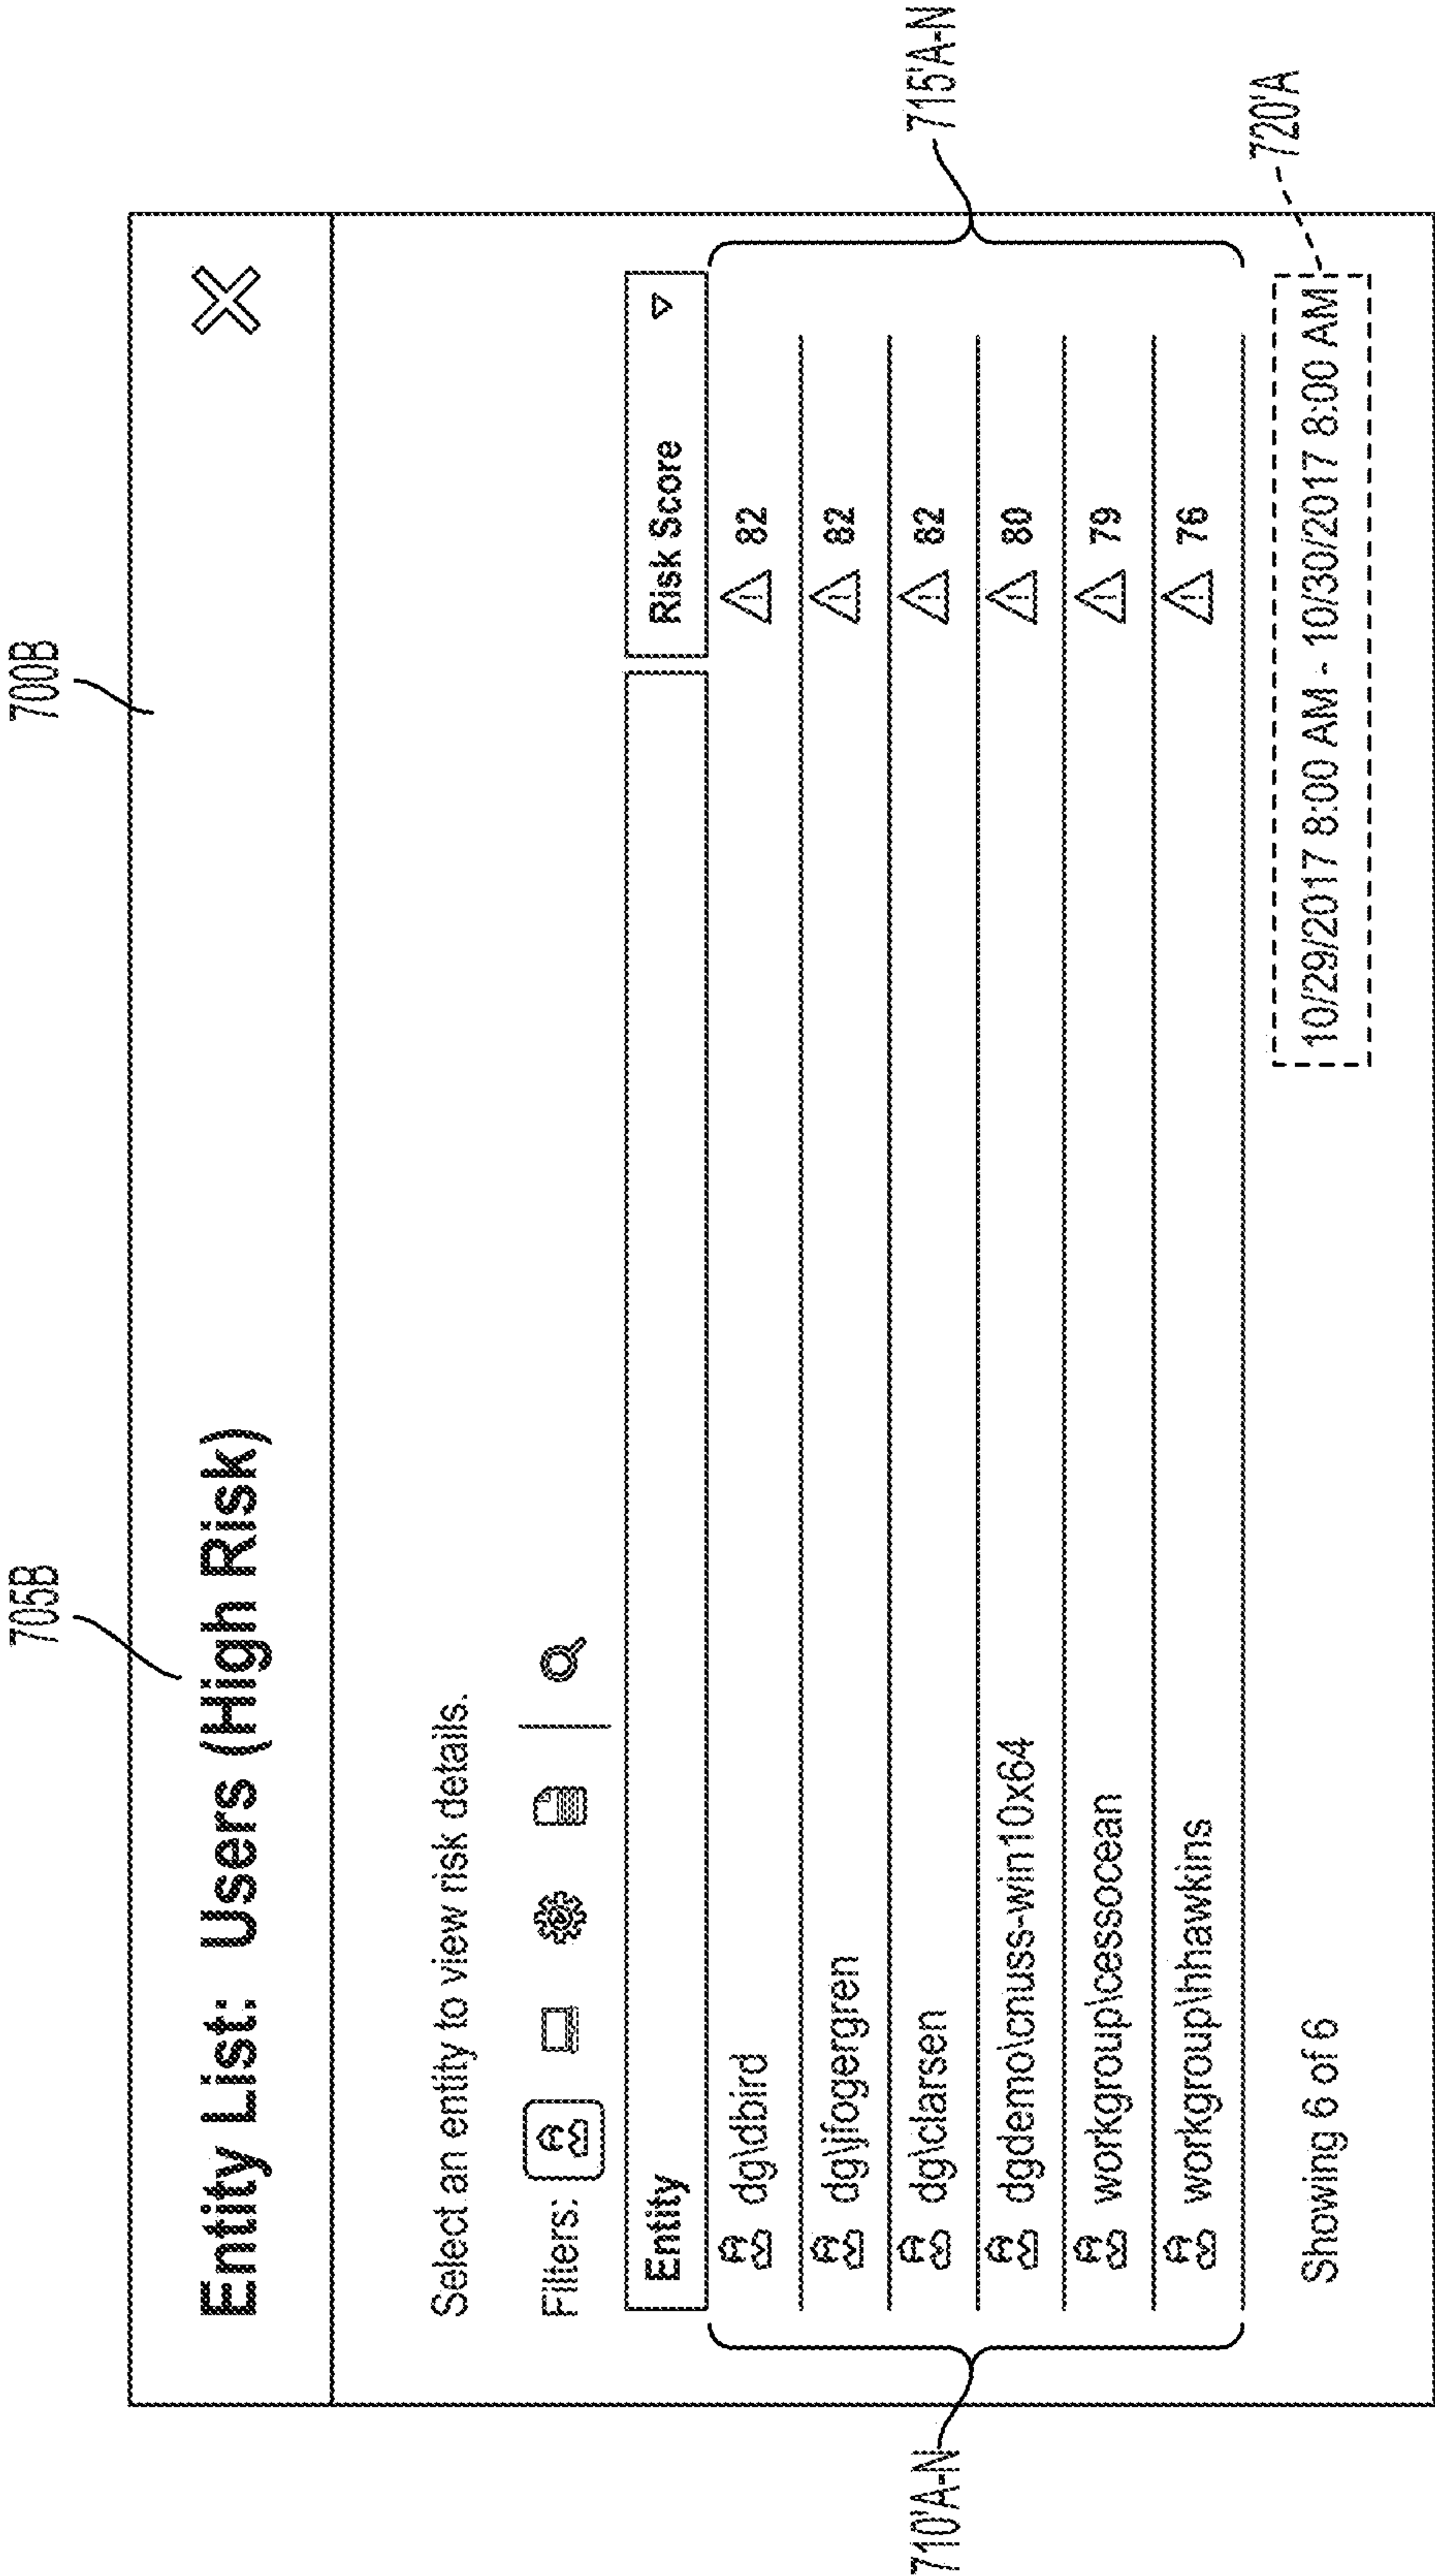 705B
700B
Entity List: Users (High Risk)
Select an entity to view risk details.
Filters:
Entity
Risk Score
dg\dbird
82
dg\jfogergren
82
dg\clarsen
82
dgdemo\cnuss-win10x64
80
workgroup\cessocean
79
workgroup\hhawkins
76
710'A-N
715'A-N
Showing 6 of 6
10/29/2017 8:00 AM - 10/30/2017 8:00 AM
720'A